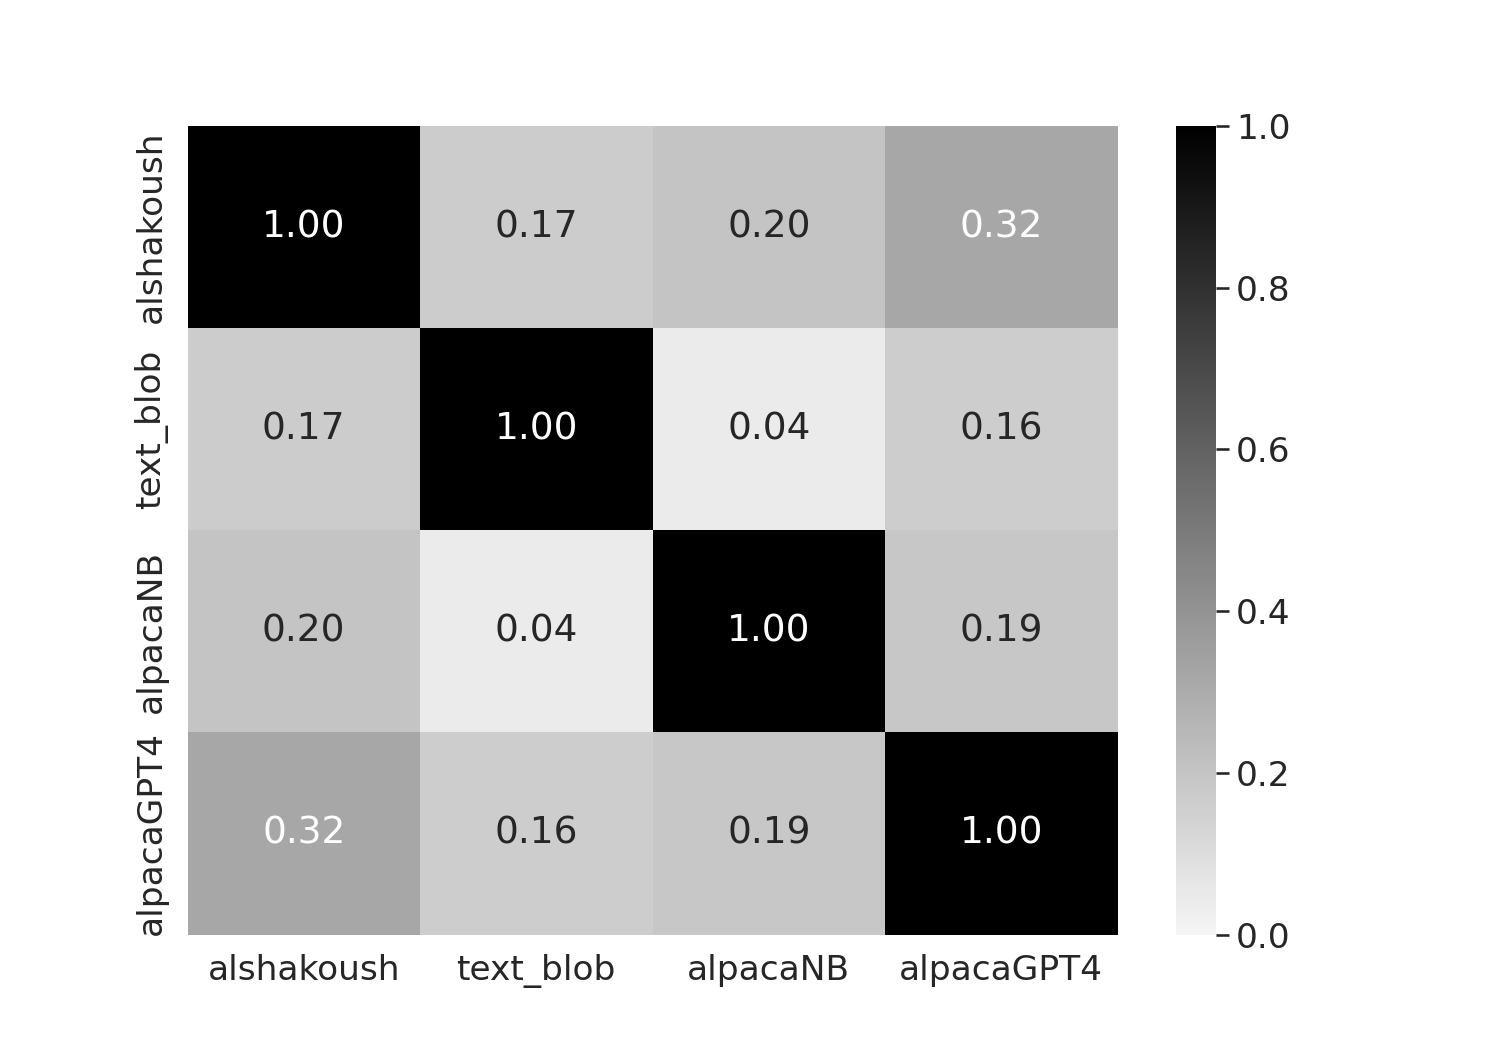 alshakoush 1.00 0.17 0.20 0.32
text_blob 0.17 1.00 0.04 0.16
alpacaNB 0.20 0.04 1.00 0.19
alpacaGPT4 0.32 0.16 0.19 1.00
alshakoush text_blob alpacaNB alpacaGPT4
1.0
0.8
0.6
0.4
0.2
0.0